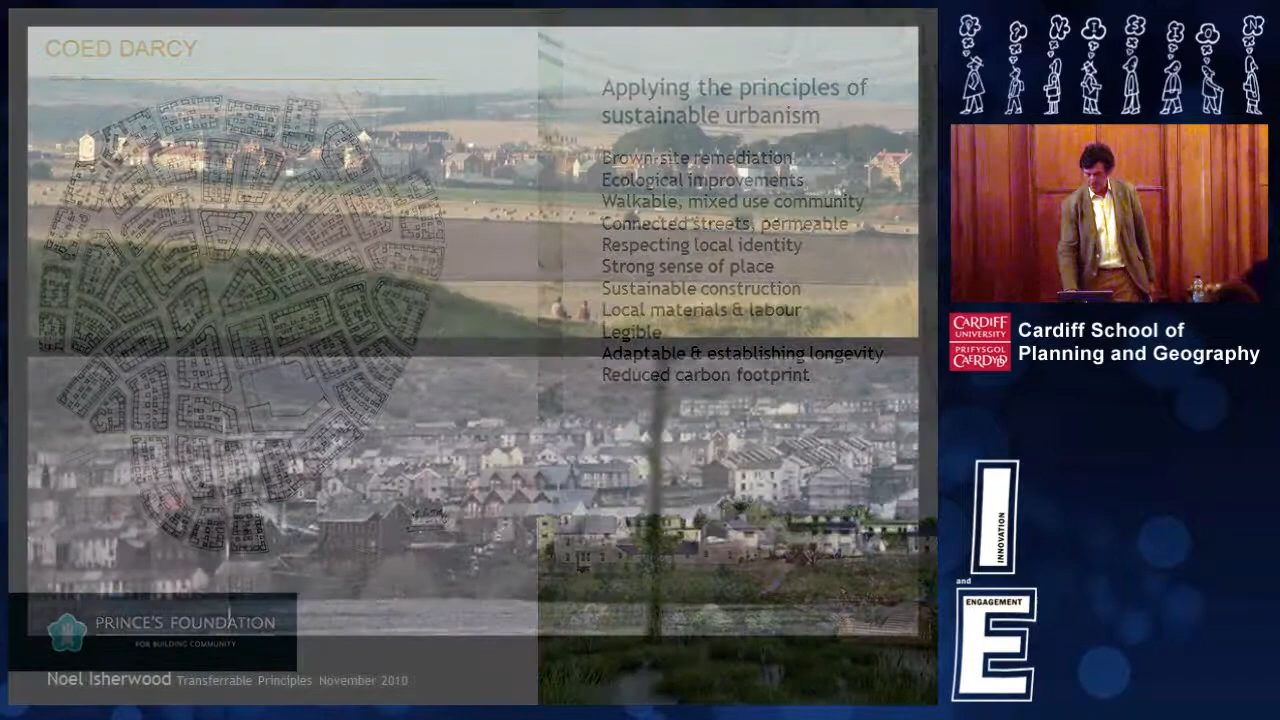 COED DARCY
Applying the principles of
sustainable urbanism
Brown-site remediation
Ecological improvements
Walkable, mixed use community
Connected streets, permeable
Respecting local identity
Strong sense of place
Sustainable construction
Local materials & labour
Legible
Adaptable & establishing longevity
Reduced carbon footprint
PRINCE'S FOUNDATION
FOR BUILDING COMMUNITY
Noel Isherwood Transferrable Principles November 2010
CARDIFF
UNIVERSITY
PRIFYSGOL
CAERDYDD
Cardiff School of
Planning and Geography
I
INNOVATION
and
ENGAGEMENT
E